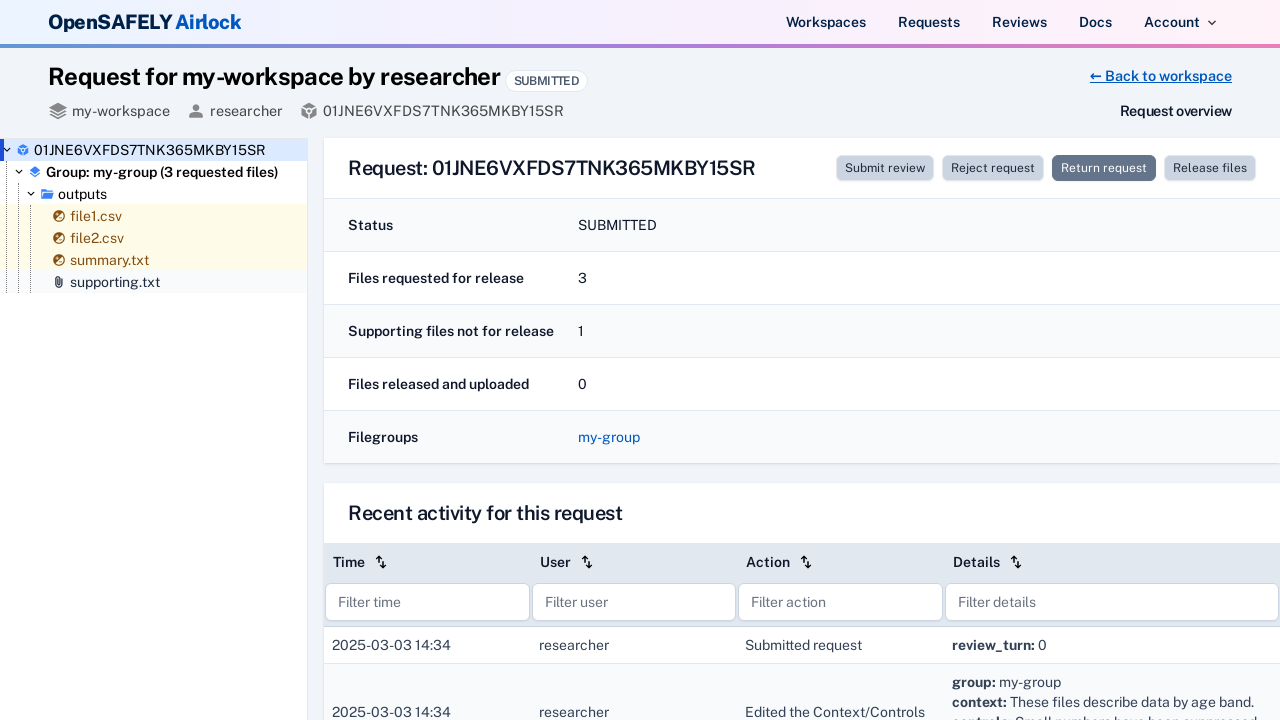 OpenSAFELY Airlock
Workspaces Requests Reviews Docs Account
Request for my-workspace by researcher SUBMITTED
← Back to workspace
my-workspace researcher 01JNE6VXFDS7TNK365MKBY15SR
Request overview
01JNE6VXFDS7TNK365MKBY15SR
Group: my-group (3 requested files)
outputs
file1.csv
file2.csv
summary.txt
supporting.txt
Request: 01JNE6VXFDS7TNK365MKBY15SR
Submit review Reject request Return request Release files
Status SUBMITTED
Files requested for release 3
Supporting files not for release 1
Files released and uploaded 0
Filegroups my-group
Recent activity for this request
Time User Action Details
Filter time Filter user Filter action Filter details
2025-03-03 14:34 researcher Submitted request review_turn: 0
group: my-group
context: These files describe data by age band.
2025-03-03 14:34 researcher Edited the Context/Controls
controls: Small numbers have been suppressed